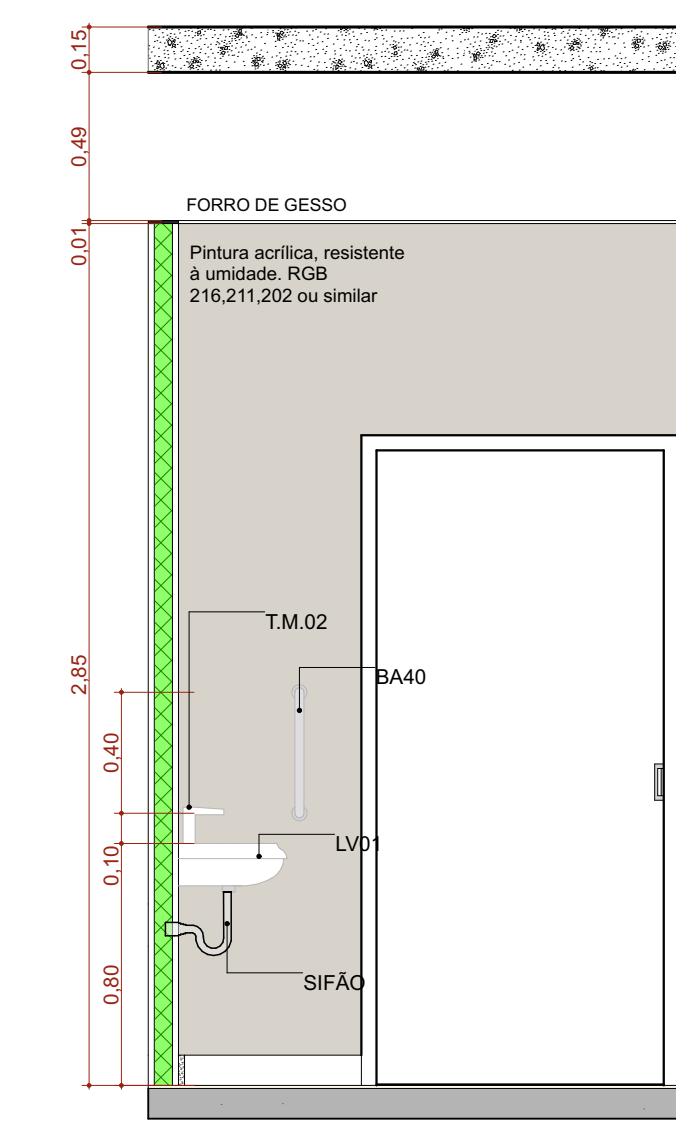 0,15
0,49
FORRO DE GESSO
0,01
Pintura acrílica, resistente
à umidade. RGB
216,211,202 ou similar
T.M.02
2,85
BA40
0,40
LV01
0,10
SIFÃO
0,80